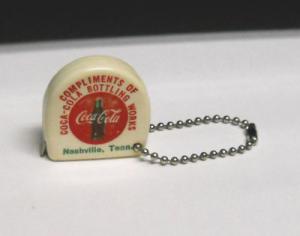 COMPLIMENTS OF
COCA-COLA BOTTLING WORKS
Coca-Cola
Nashville, Tenn.